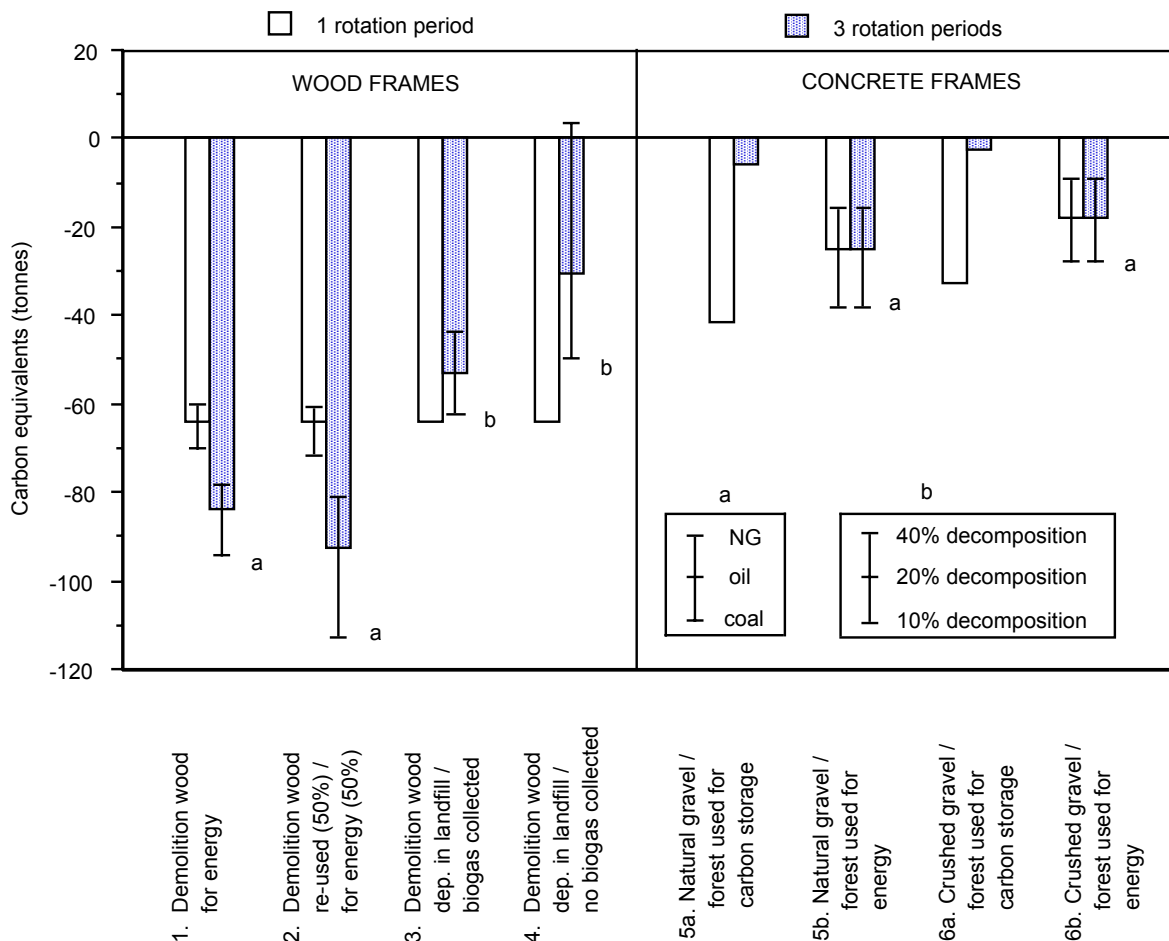 1 rotation period
3 rotation periods
WOOD FRAMES
CONCRETE FRAMES
Carbon equivalents (tonnes)
20
0
-20
-40
-60
-80
-100
-120
a
a
b
b
a
a
a
NG
oil
coal
b
40% decomposition
20% decomposition
10% decomposition
1. Demolition wood
for energy
2. Demolition wood
re-used (50%) /
for energy (50%)
3. Demolition wood
dep. in landfill /
biogas collected
4. Demolition wood
dep. in landfill /
no biogas collected
5a. Natural gravel /
forest used for
carbon storage
5b. Natural gravel /
forest used for
energy
6a. Crushed gravel /
forest used for
carbon storage
6b. Crushed gravel /
forest used for
energy